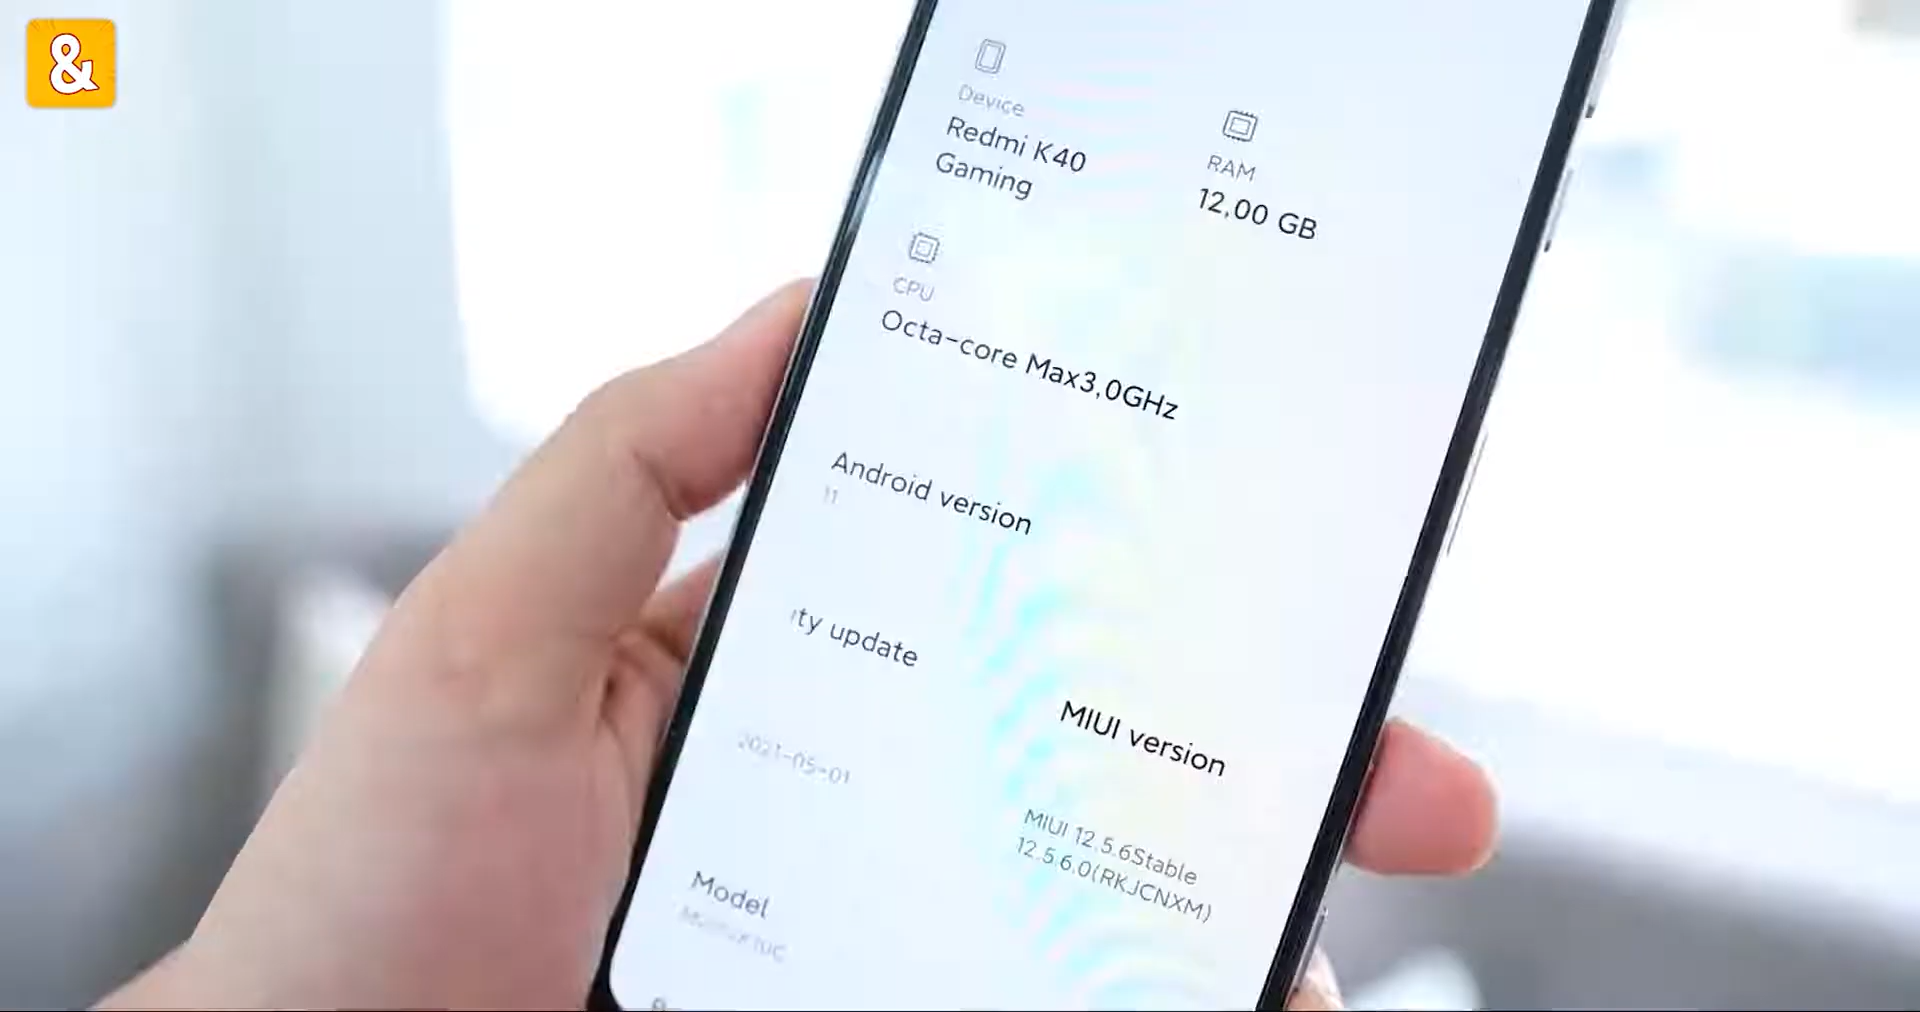 &
Device
Redmi K40
Gaming
RAM
12.00 GB
CPU
Octa-core Max3.0GHz
Android version
11
ty update
2021-05-01
MIUI version
MIUI 12.5.6Stable
12.5.6.0(RKJCNXM)
Model